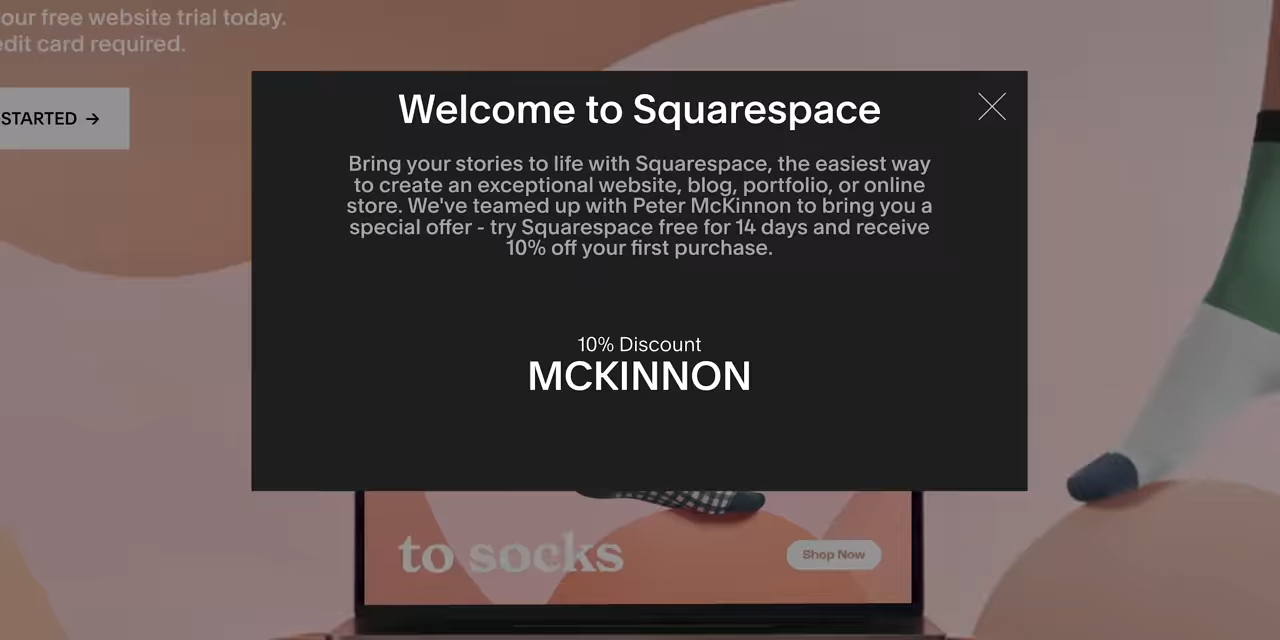 our free website trial today.
edit card required.
STARTED →
Welcome to Squarespace
Bring your stories to life with Squarespace, the easiest way
to create an exceptional website, blog, portfolio, or online
store. We've teamed up with Peter McKinnon to bring you a
special offer - try Squarespace free for 14 days and receive
10% off your first purchase.
10% Discount
MCKINNON
to socks
Shop Now